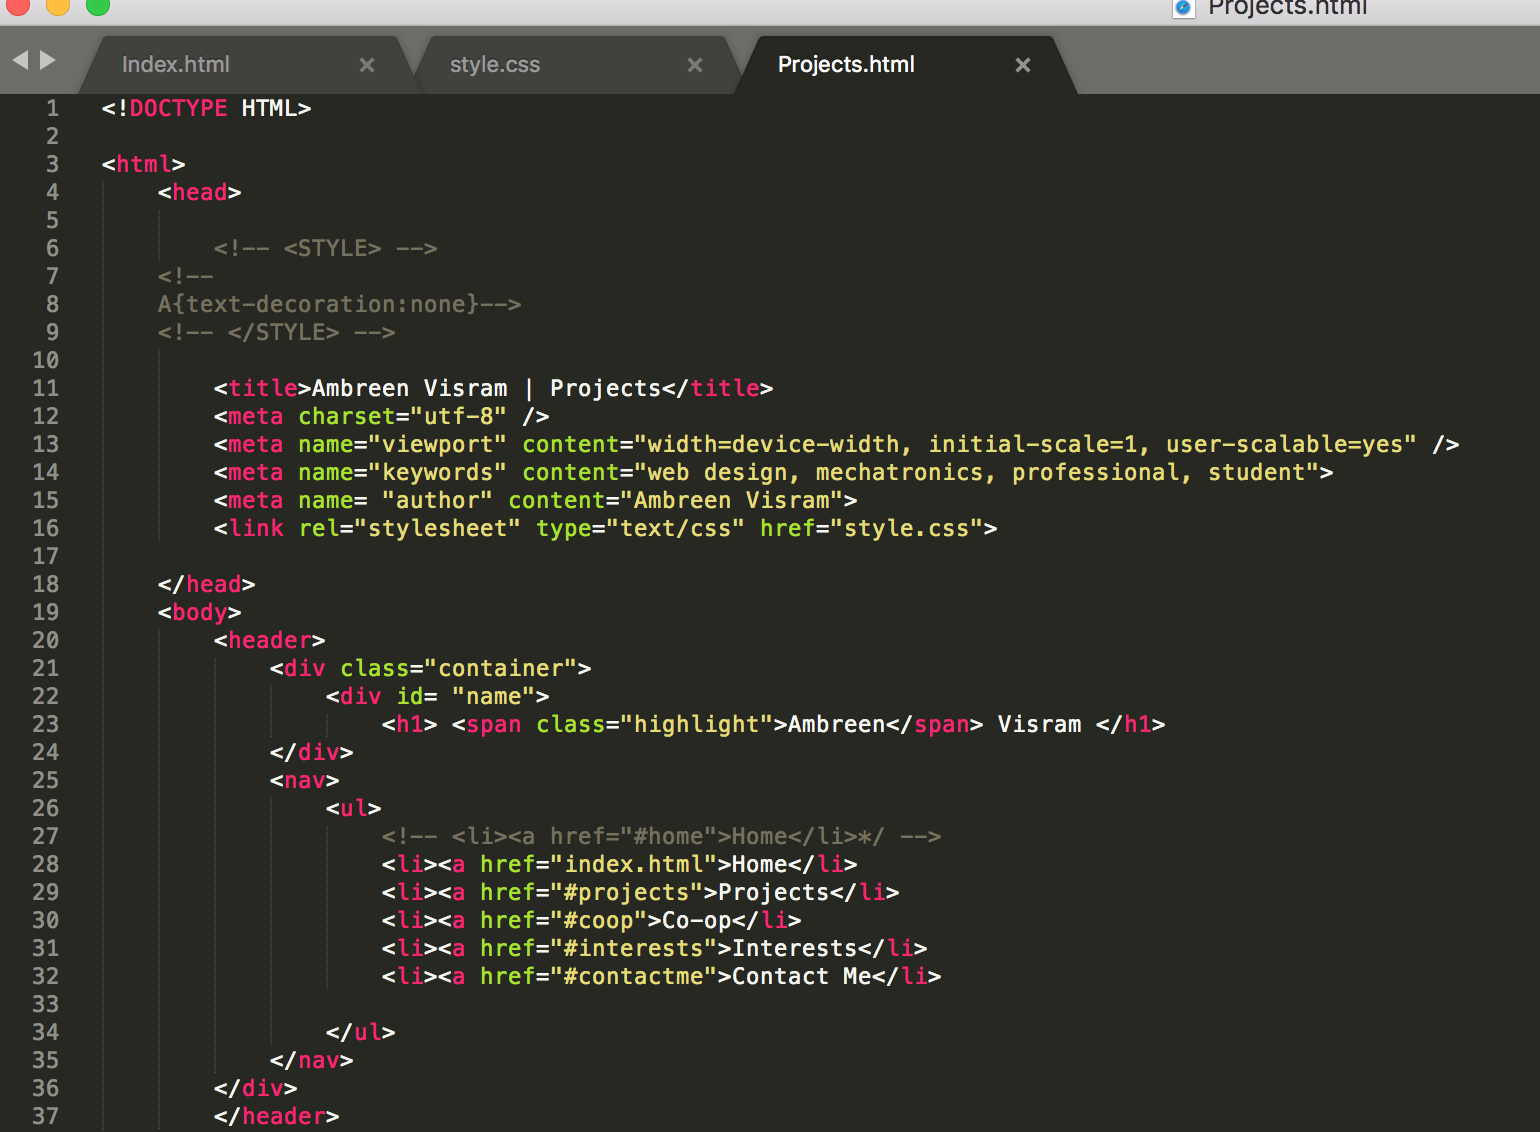 Projects.html
Index.html × style.css × Projects.html ×
1 <!DOCTYPE HTML>
2
3 <html>
4 <head>
5
6 <!-- <STYLE> -->
7 <!--
8 A{text-decoration:none}-->
9 <!-- </STYLE> -->
10
11 <title>Ambreen Visram | Projects</title>
12 <meta charset="utf-8" />
13 <meta name="viewport" content="width=device-width, initial-scale=1, user-scalable=yes" />
14 <meta name="keywords" content="web design, mechatronics, professional, student">
15 <meta name= "author" content="Ambreen Visram">
16 <link rel="stylesheet" type="text/css" href="style.css">
17
18 </head>
19 <body>
20 <header>
21 <div class="container">
22 <div id= "name">
23 <h1> <span class="highlight">Ambreen</span> Visram </h1>
24 </div>
25 <nav>
26 <ul>
27 <!-- <li><a href="#home">Home</li>*/ -->
28 <li><a href="index.html">Home</li>
29 <li><a href="#projects">Projects</li>
30 <li><a href="#coop">Co-op</li>
31 <li><a href="#interests">Interests</li>
32 <li><a href="#contactme">Contact Me</li>
33
34 </ul>
35 </nav>
36 </div>
37 </header>